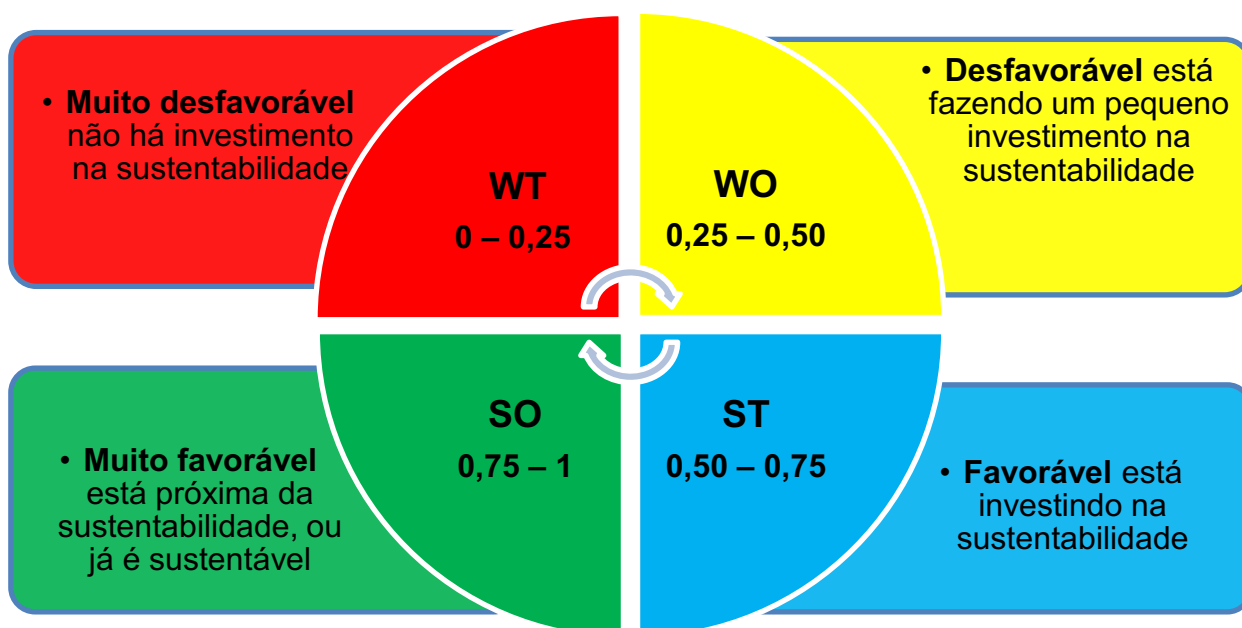 • Muito desfavorável
não há investimento
na sustentabilidade
WT
0 – 0,25
WO
0,25 – 0,50
• Desfavorável está
fazendo um pequeno
investimento na
sustentabilidade
• Muito favorável
está próxima da
sustentabilidade, ou
já é sustentável
SO
0,75 – 1
ST
0,50 – 0,75
• Favorável está
investindo na
sustentabilidade